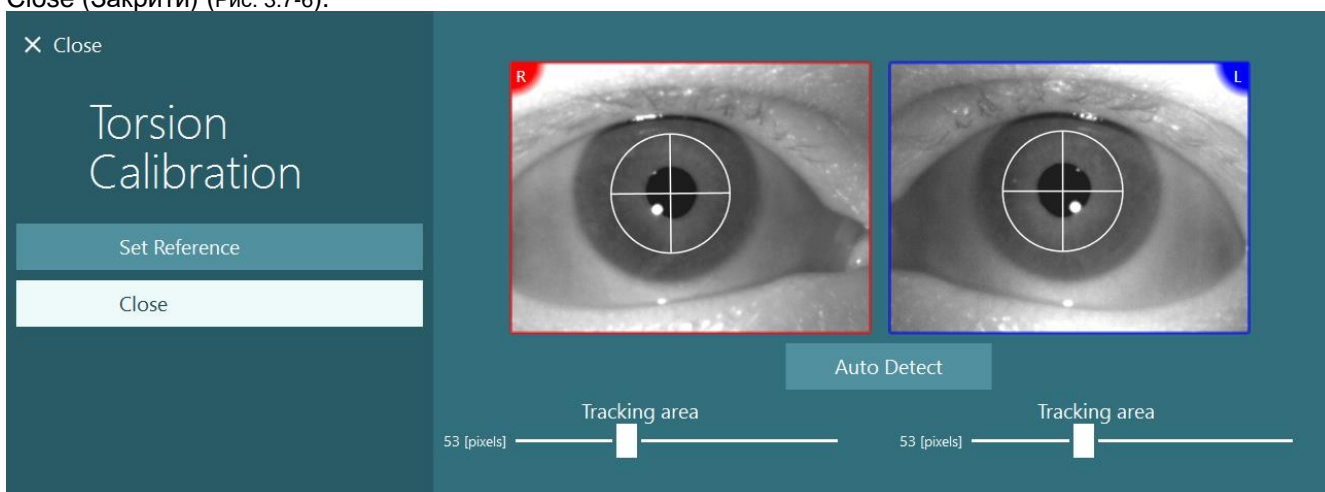 Close (Закрити) (Рис. 3.7-6).
× Close
Torsion
Calibration
Set Reference
Close
R
L
Auto Detect
Tracking area
53 [pixels]
Tracking area
53 [pixels]